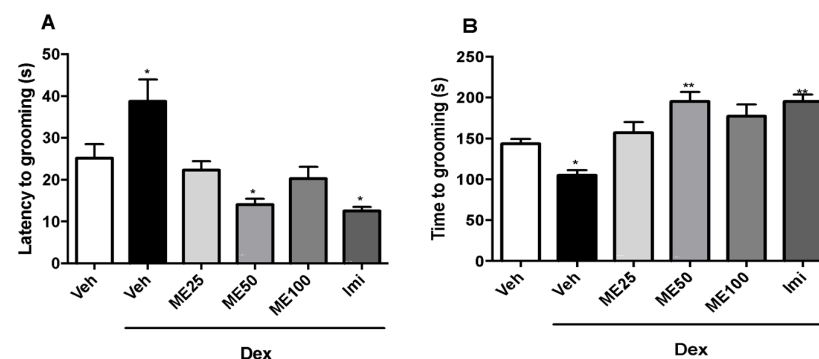 A
Latency to grooming (s)
50
40
30
20
10
0
*
*
*
Veh
Veh
ME25
ME50
ME100
Imi
Dex
B
Time to grooming (s)
250
200
150
100
50
0
*
**
**
Veh
Veh
ME25
ME50
ME100
Imi
Dex